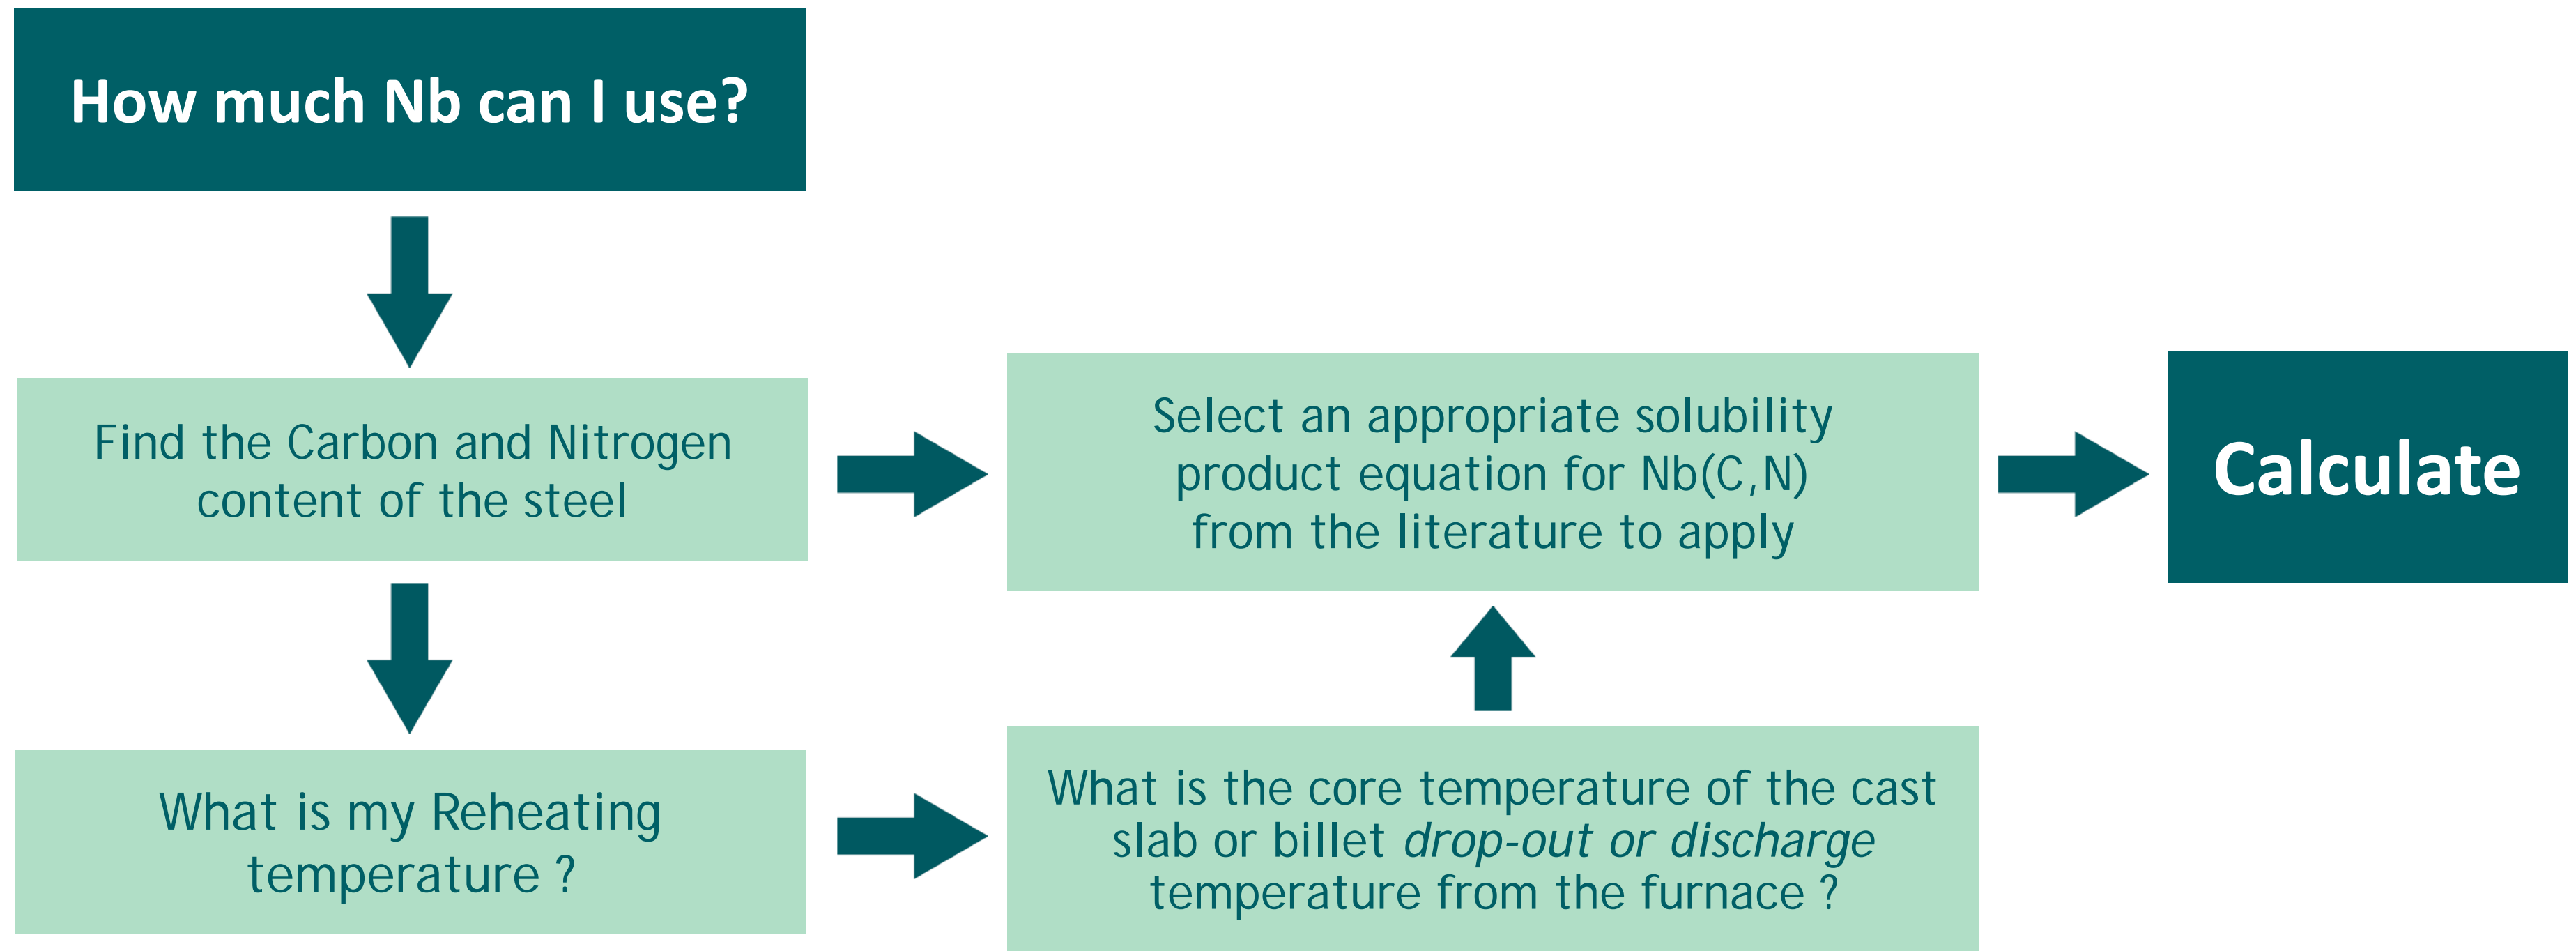 How much Nb can I use?
Find the Carbon and Nitrogen
content of the steel
Select an appropriate solubility
product equation for Nb(C,N)
from the literature to apply
Calculate
What is my Reheating
temperature ?
What is the core temperature of the cast
slab or billet drop-out or discharge
temperature from the furnace ?